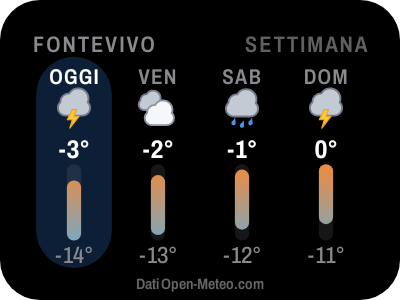 FONTEVIVO SETTIMANA
OGGI VEN SAB DOM
-3° -2° -1° 0°
-14° -13° -12° -11°
Dati Open-Meteo.com